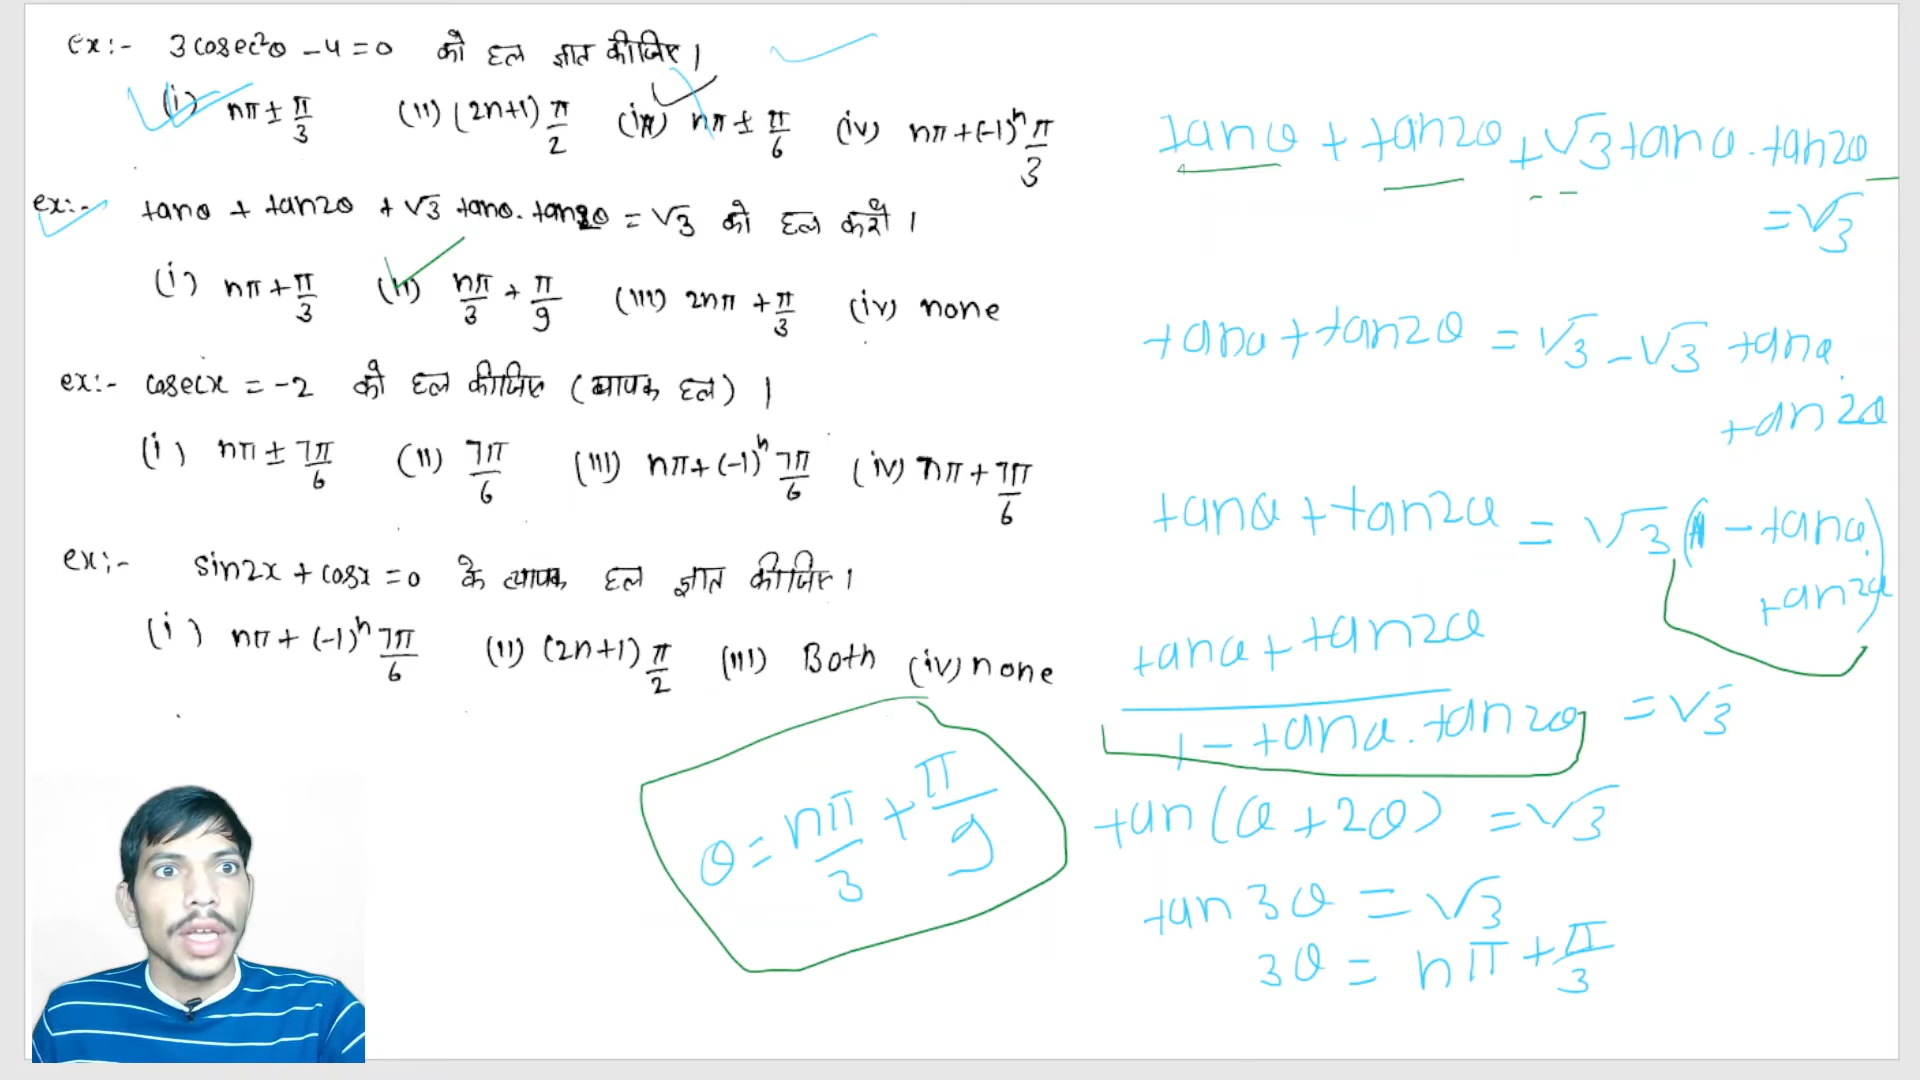 ex:- 3cosec²θ - 4 = 0 को हल ज्ञात कीजिए।
(i) nπ ± π/3 (ii) (2n+1) π/2 (iii) nπ ± π/6 (iv) nπ + (-1)ⁿ π/3
ex:- tanθ + tan2θ + √3 tanθ. tan2θ = √3 को हल करो।
(i) nπ + π/3 (ii) nπ/3 + π/9 (iii) 2nπ + π/3 (iv) none
ex:- cosecx = -2 को हल कीजिए (व्यापक हल)।
(i) nπ ± 7π/6 (ii) 7π/6 (iii) nπ + (-1)ⁿ 7π/6 (iv) nπ + 7π/6
ex:- sin2x + cosx = 0 के व्यापक हल ज्ञात कीजिए।
(i) nπ + (-1)ⁿ 7π/6 (ii) (2n+1) π/2 (iii) Both (iv) none
θ = nπ/3 + π/9
tanθ + tan2θ + √3 tanθ. tan2θ
= √3
tanθ + tan2θ = √3 - √3 tanθ.
tan2θ
tanθ + tan2θ = √3 (1 - tanθ.
tan2θ)
tanθ + tan2θ / 1 - tanθ. tan2θ = √3
tan(θ + 2θ) = √3
tan 3θ = √3
3θ = nπ + π/3